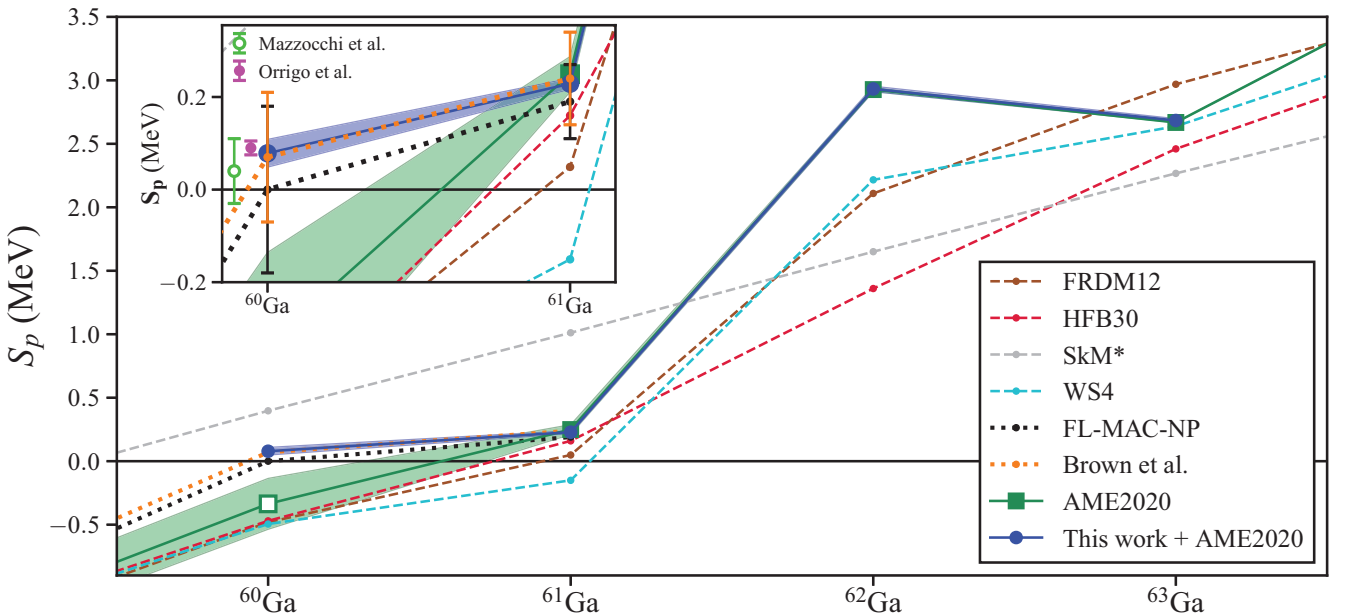 3.5
3.0
2.5
2.0
1.5
1.0
0.5
0.0
−0.5
S_p (MeV)
Mazzocchi et al.
Orrigo et al.
0.2
0.0
−0.2
S_p (MeV)
⁶⁰Ga
⁶¹Ga
FRDM12
HFB30
SkM*
WS4
FL-MAC-NP
Brown et al.
AME2020
This work + AME2020
⁶⁰Ga
⁶¹Ga
⁶²Ga
⁶³Ga